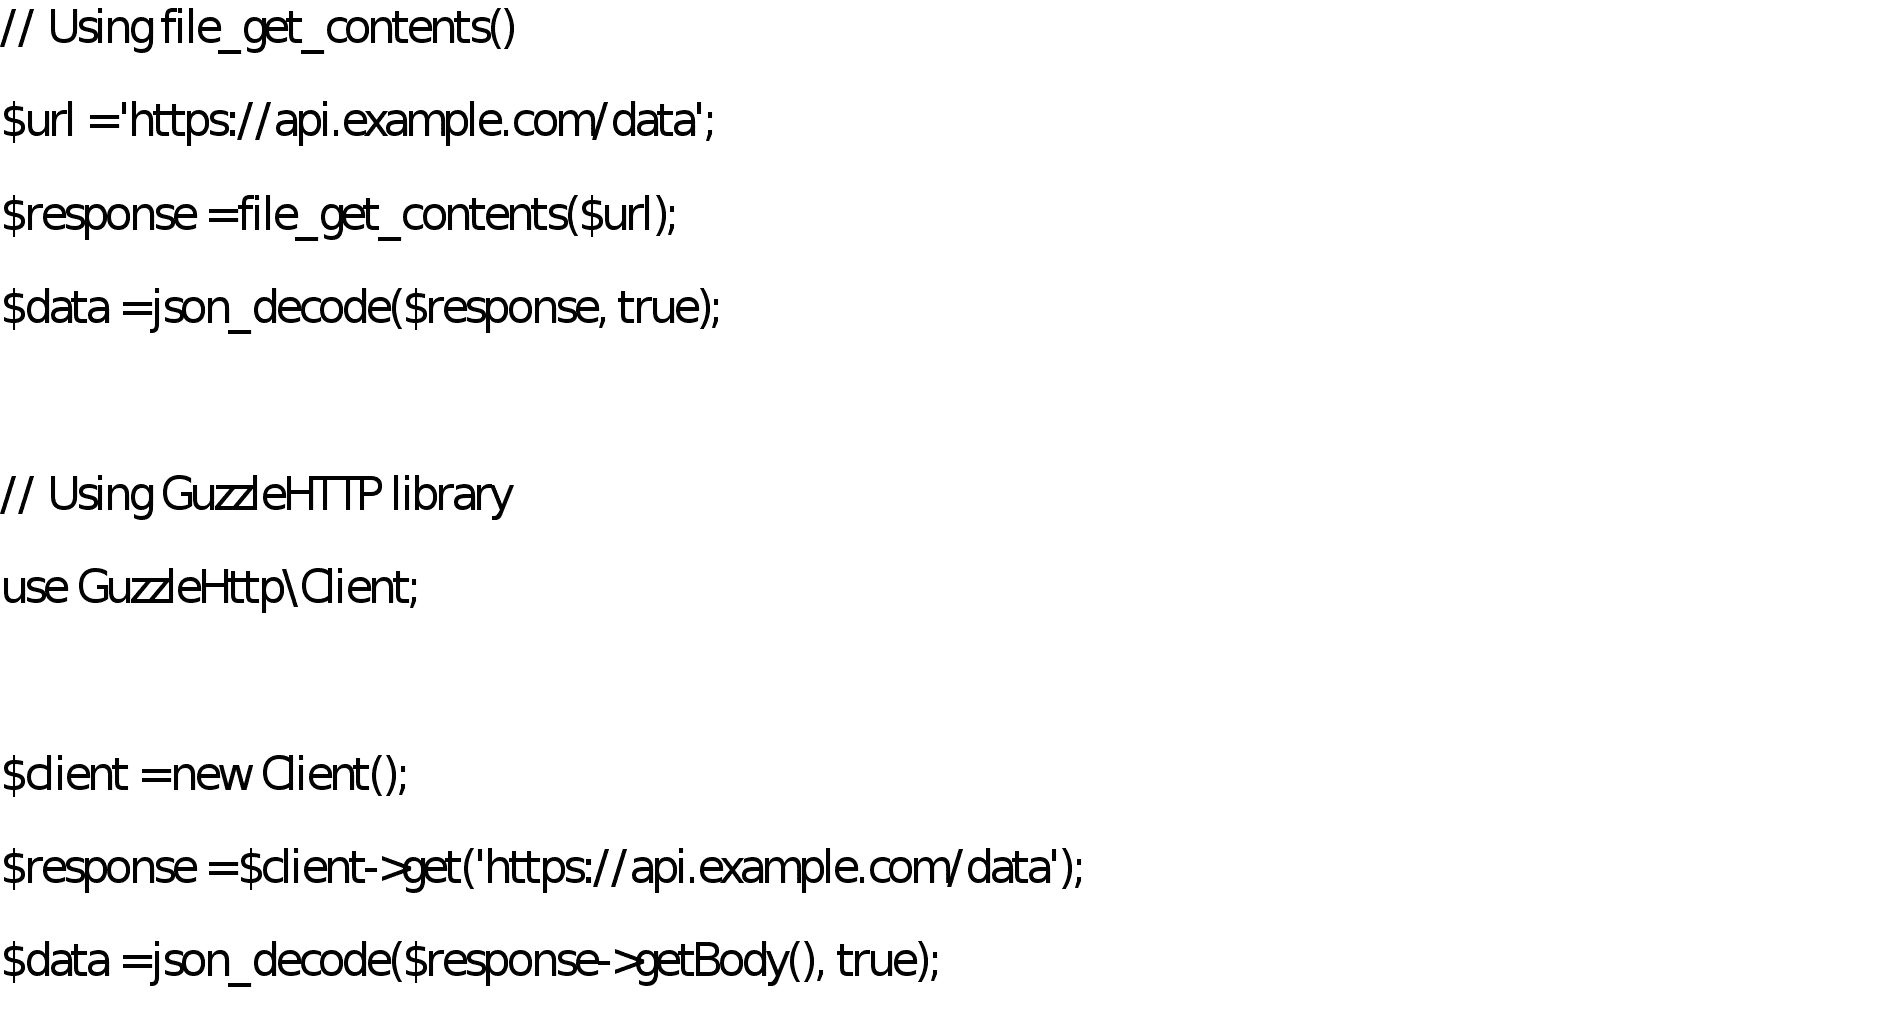 // Using file_get_contents()
$url ='https://api.example.com/data';
$response =file_get_contents($url);
$data =json_decode($response, true);
// Using GuzzleHTTP library
use GuzzleHttp\Client;
$client =new Client();
$response =$client->get('https://api.example.com/data');
$data =json_decode($response->getBody(), true);